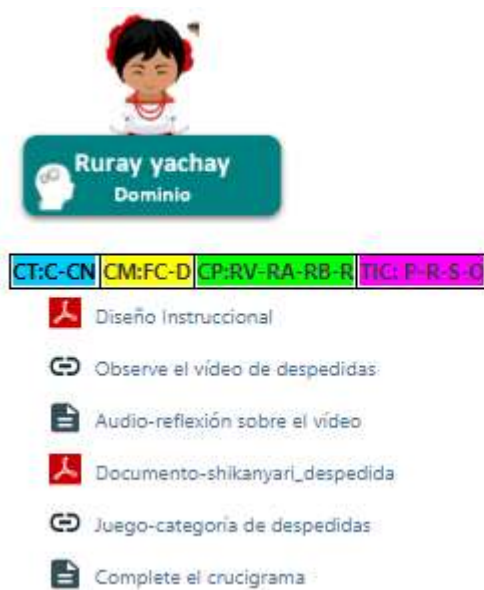 Ruray yachay
Dominio
CT:C-CN CM:FC-D CP:RV-RA-RB-R TIC: P-R-S-O
Diseño Instruccional
Observe el vídeo de despedidas
Audio-reflexión sobre el vídeo
Documento-shikanyari_despedida
Juego-categoría de despedidas
Complete el crucigrama